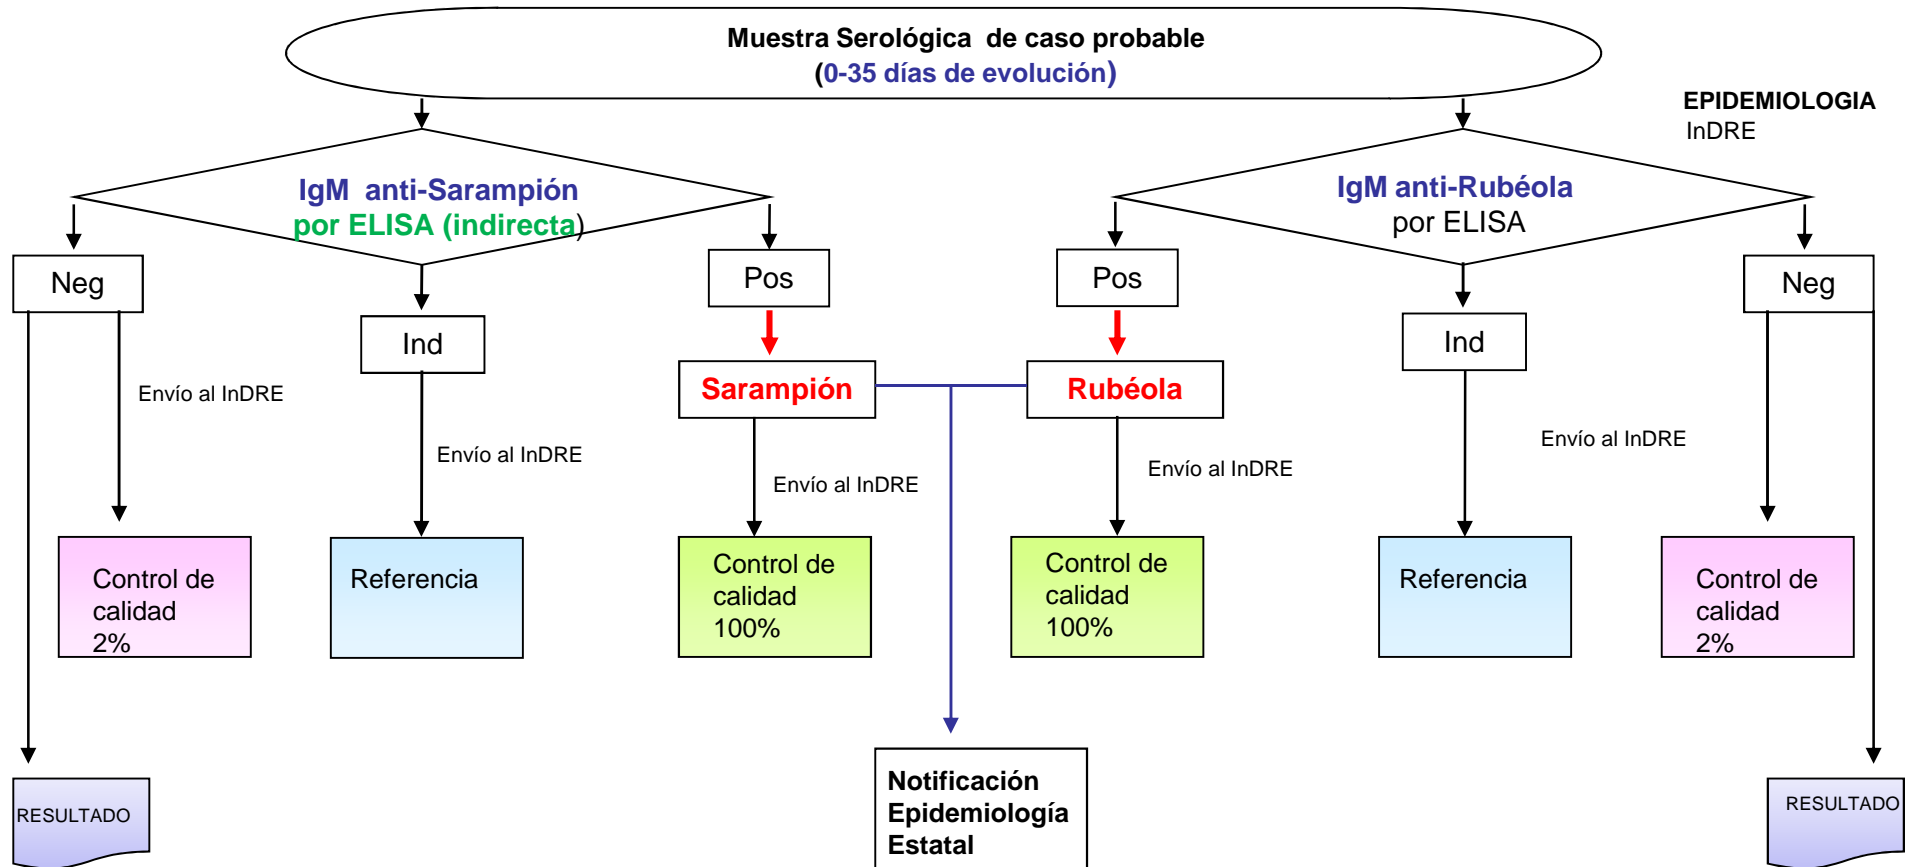 Muestra Serológica de caso probable
(0-35 días de evolución)
EPIDEMIOLOGIA
InDRE
IgM anti-Sarampión
por ELISA (indirecta)
IgM anti-Rubéola
por ELISA
Neg
Ind
Pos
Pos
Ind
Neg
Envío al InDRE
Envío al InDRE
Sarampión
Rubéola
Envío al InDRE
Envío al InDRE
Envío al InDRE
Control de
calidad
2%
Referencia
Control de
calidad
100%
Control de
calidad
100%
Referencia
Control de
calidad
2%
RESULTADO
Notificación
Epidemiología
Estatal
RESULTADO